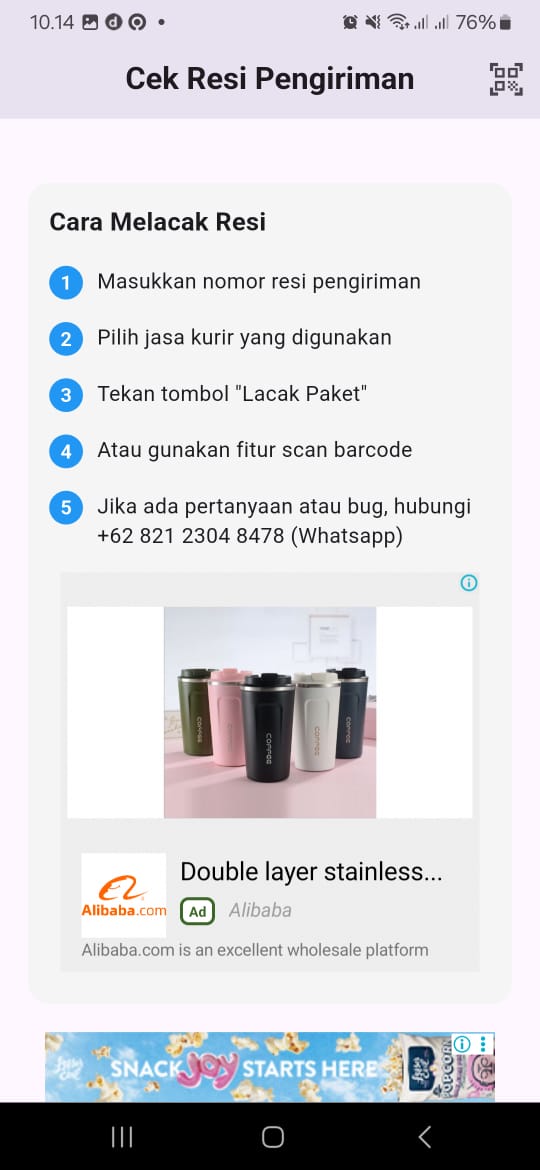 10.14
76%
Cek Resi Pengiriman
Cara Melacak Resi
1 Masukkan nomor resi pengiriman
2 Pilih jasa kurir yang digunakan
3 Tekan tombol "Lacak Paket"
4 Atau gunakan fitur scan barcode
5 Jika ada pertanyaan atau bug, hubungi
+62 821 2304 8478 (Whatsapp)
COFFEE
COFFEE
COFFEE
COFFEE
COFFEE
Alibaba.com
Double layer stainless...
Ad Alibaba
Alibaba.com is an excellent wholesale platform
SNACK JOY STARTS HERE
POPCORN